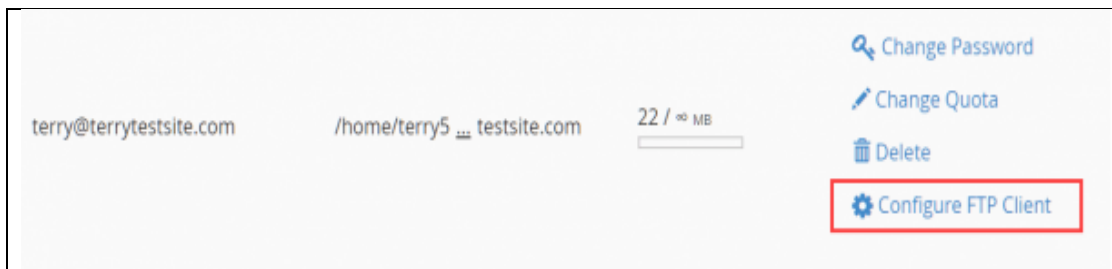 Change Password
Change Quota
terry@terrytestsite.com /home/terry5 ... testsite.com 22 / ∞ MB
Delete
Configure FTP Client